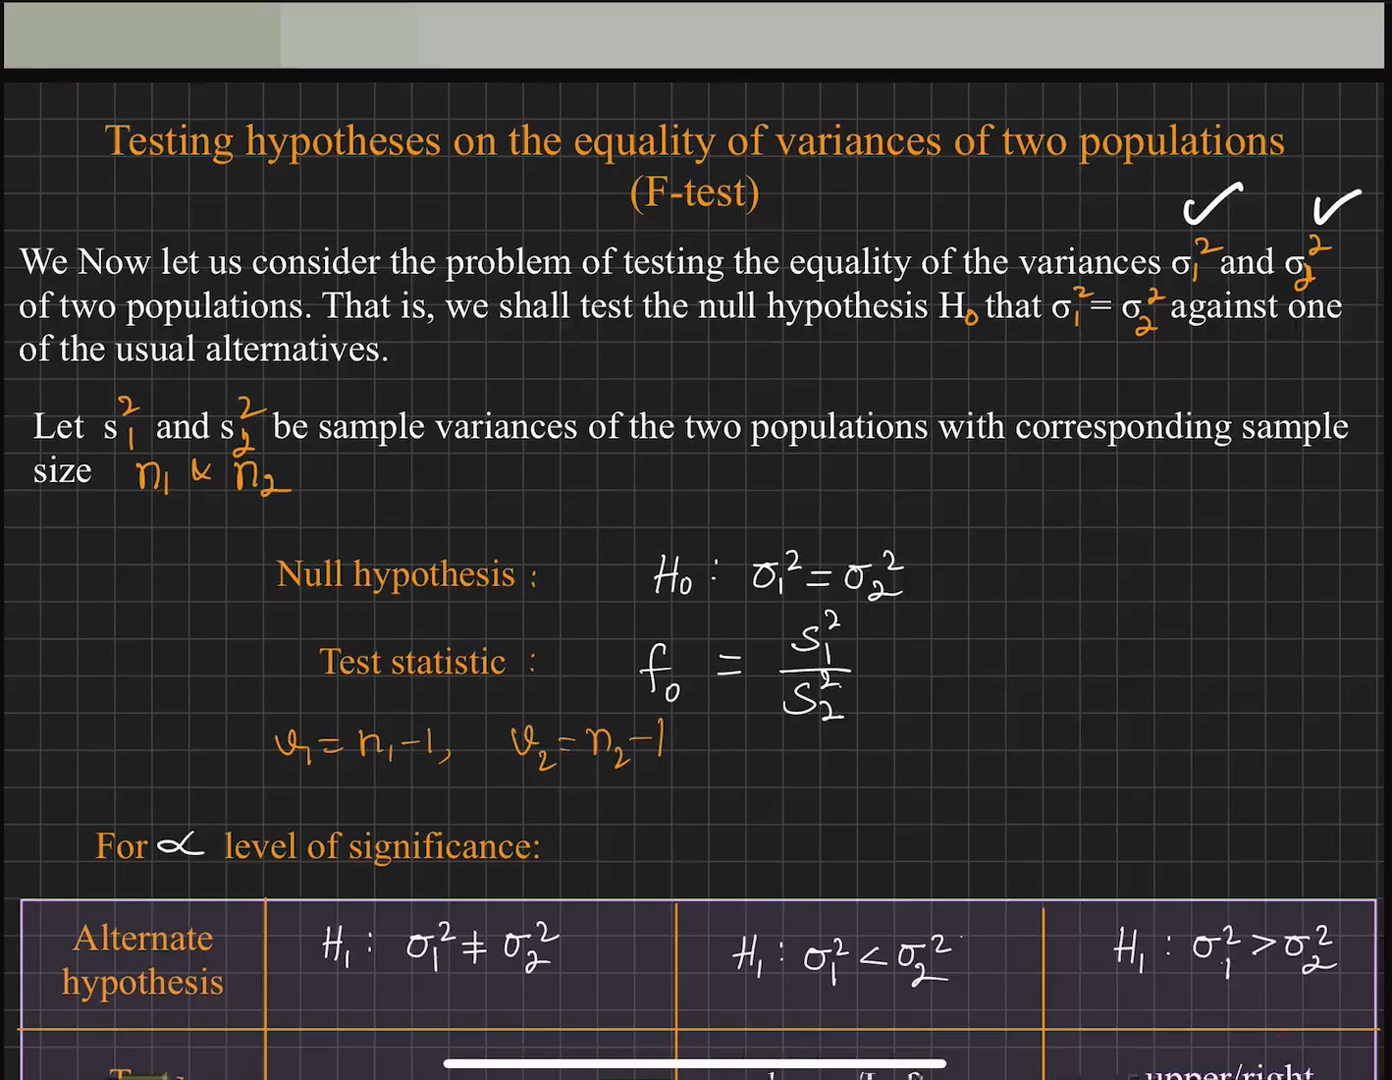 Testing hypotheses on the equality of variances of two populations
(F-test)
We Now let us consider the problem of testing the equality of the variances σ₁² and σ₂²
of two populations. That is, we shall test the null hypothesis H₀ that σ₁² = σ₂² against one
of the usual alternatives.
Let s₁² and s₂² be sample variances of the two populations with corresponding sample
size n₁ & n₂
Null hypothesis : H₀ : σ₁² = σ₂²
Test statistic : f₀ = S₁² / S₂²
ν₁ = n₁ - 1, ν₂ = n₂ - 1
For ∝ level of significance:
Alternate hypothesis
H₁ : σ₁² ≠ σ₂²
H₁ : σ₁² < σ₂²
H₁ : σ₁² > σ₂²
upper/right